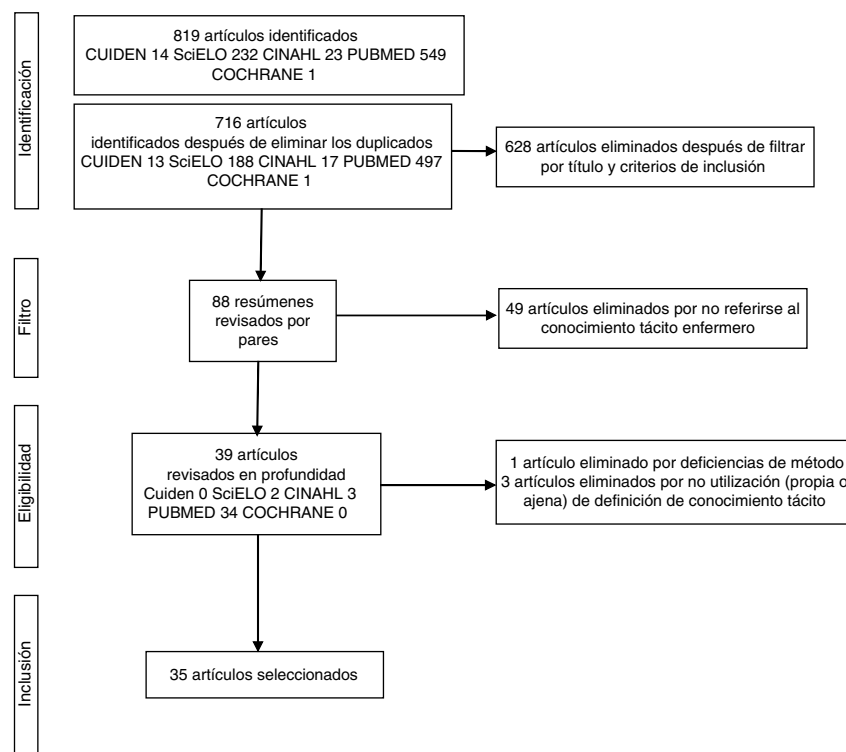 Identificación
819 artículos identificados
CUIDEN 14 SciELO 232 CINAHL 23 PUBMED 549
COCHRANE 1
716 artículos
identificados después de eliminar los duplicados
CUIDEN 13 SciELO 188 CINAHL 17 PUBMED 497
COCHRANE 1
628 artículos eliminados después de filtrar
por título y criterios de inclusión
Filtro
88 resúmenes
revisados por
pares
49 artículos eliminados por no referirse al
conocimiento tácito enfermero
Eligibilidad
39 artículos
revisados en profundidad
Cuiden 0 SciELO 2 CINAHL 3
PUBMED 34 COCHRANE 0
1 artículo eliminado por deficiencias de método
3 artículos eliminados por no utilización (propia o
ajena) de definición de conocimiento tácito
Inclusión
35 artículos seleccionados